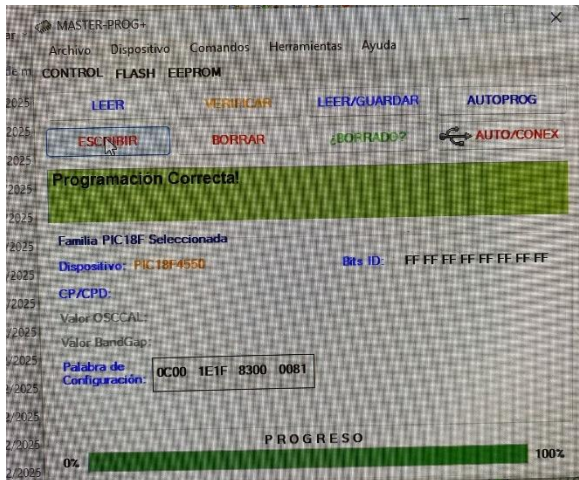 MASTER-PROG+
Archivo Dispositivo Comandos Herramientas Ayuda
CONTROL FLASH EEPROM
LEER VERIFICAR LEER/GUARDAR AUTOPROG
ESCRIBIR BORRAR ¿BORRADO? AUTO/CONEX
Programación Correcta!
Familia PIC18F Seleccionada
Dispositivo: PIC18F4550 Bits ID: FF FF FF FF FF FF FF FF
CP/CPD:
Valor OSCCAL:
Valor BandGap:
Palabra de
Configuración: 0C00 1E1F 8300 0081
PROGRESO
0% 100%